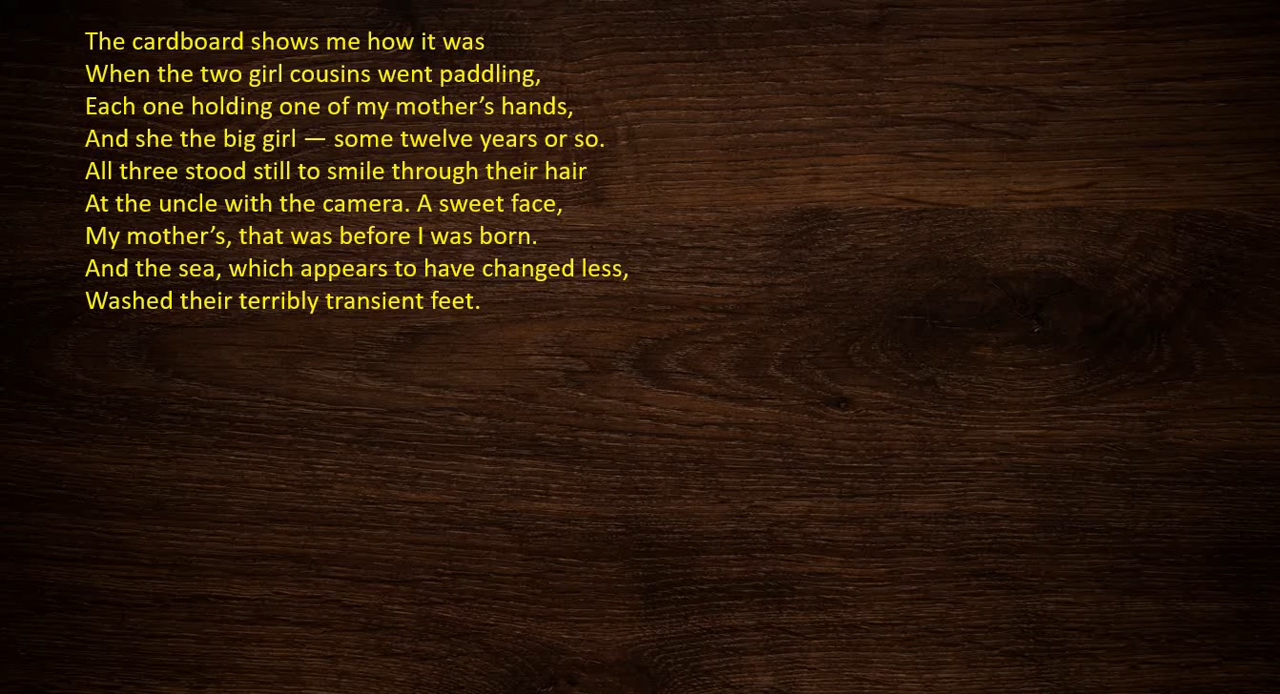 The cardboard shows me how it was
When the two girl cousins went paddling,
Each one holding one of my mother’s hands,
And she the big girl — some twelve years or so.
All three stood still to smile through their hair
At the uncle with the camera. A sweet face,
My mother’s, that was before I was born.
And the sea, which appears to have changed less,
Washed their terribly transient feet.